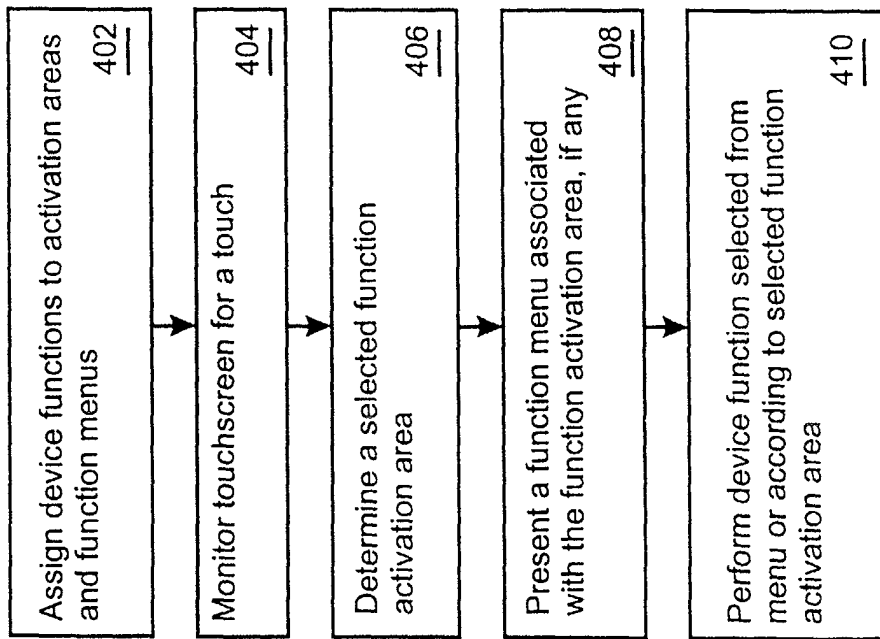 Assign device functions to activation areas
and function menus
402
Monitor touchscreen for a touch
404
Determine a selected function
activation area
406
Present a function menu associated
with the function activation area, if any
408
Perform device function selected from
menu or according to selected function
activation area
410